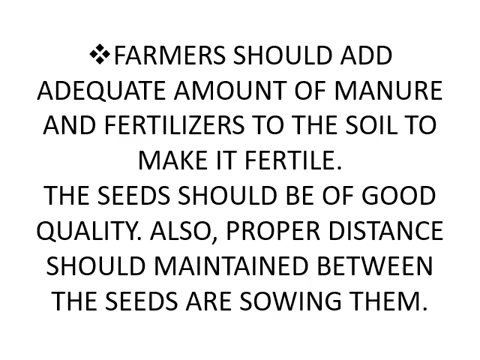 ❖FARMERS SHOULD ADD
ADEQUATE AMOUNT OF MANURE
AND FERTILIZERS TO THE SOIL TO
MAKE IT FERTILE.
THE SEEDS SHOULD BE OF GOOD
QUALITY. ALSO, PROPER DISTANCE
SHOULD MAINTAINED BETWEEN
THE SEEDS ARE SOWING THEM.